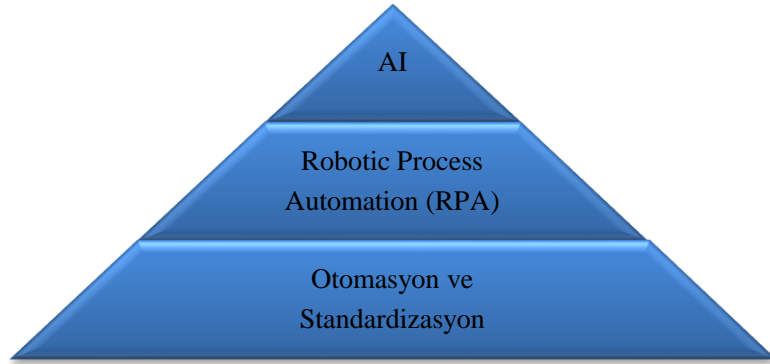 AI
Robotic Process
Automation (RPA)
Otomasyon ve
Standardizasyon